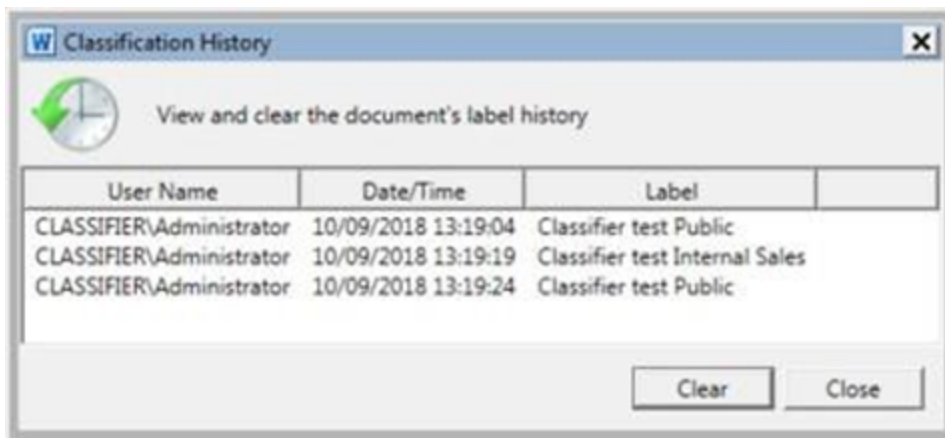 W Classification History
View and clear the document's label history
User Name Date/Time Label
CLASSIFIER\Administrator 10/09/2018 13:19:04 Classifier test Public
CLASSIFIER\Administrator 10/09/2018 13:19:19 Classifier test Internal Sales
CLASSIFIER\Administrator 10/09/2018 13:19:24 Classifier test Public
Clear Close